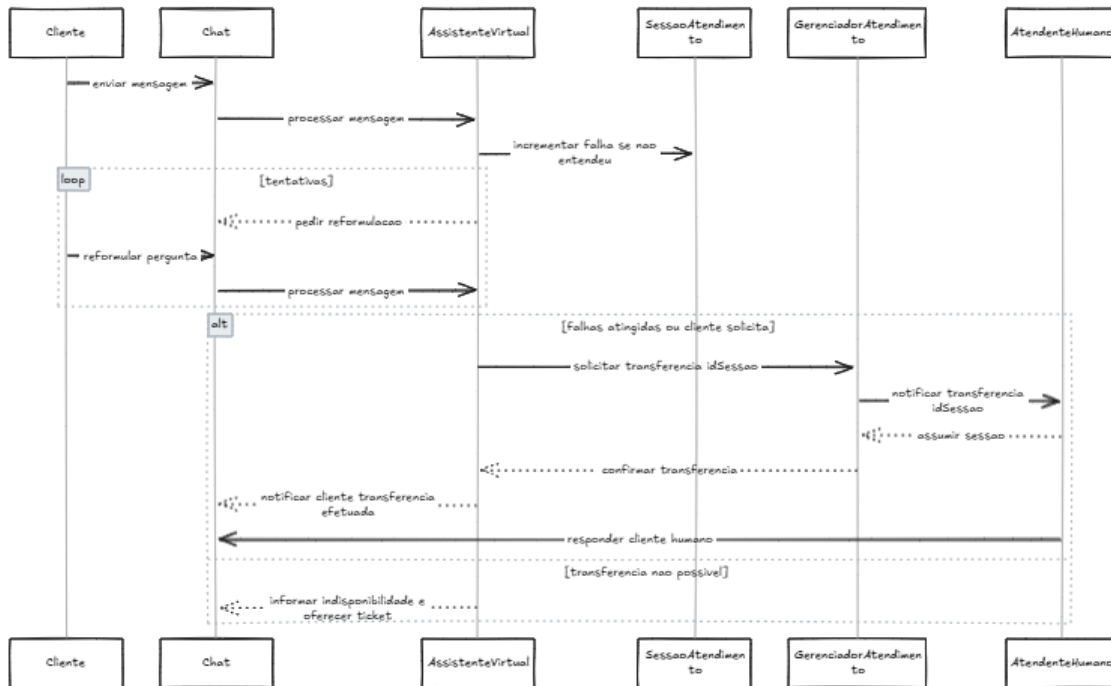 Cliente
Chat
AssistenteVirtual
SessaoAtendimen
to
GerenciadorAtendimen
to
AtendenteHumano
enviar mensagem
processar mensagem
incrementar falha se nao
entendeu
loop
[tentativas]
pedir reformulacao
reformular pergunta
processar mensagem
alt
[falhas atingidas ou cliente solicita]
solicitar transferencia idSessao
notificar transferencia
idSessao
assumir sessao
confirmar transferencia
notificar cliente transferencia
efetuada
responder cliente humano
[transferencia nao possivel]
informar indisponibilidade e
oferecer ticket
Cliente
Chat
AssistenteVirtual
SessaoAtendimen
to
GerenciadorAtendimen
to
AtendenteHumano